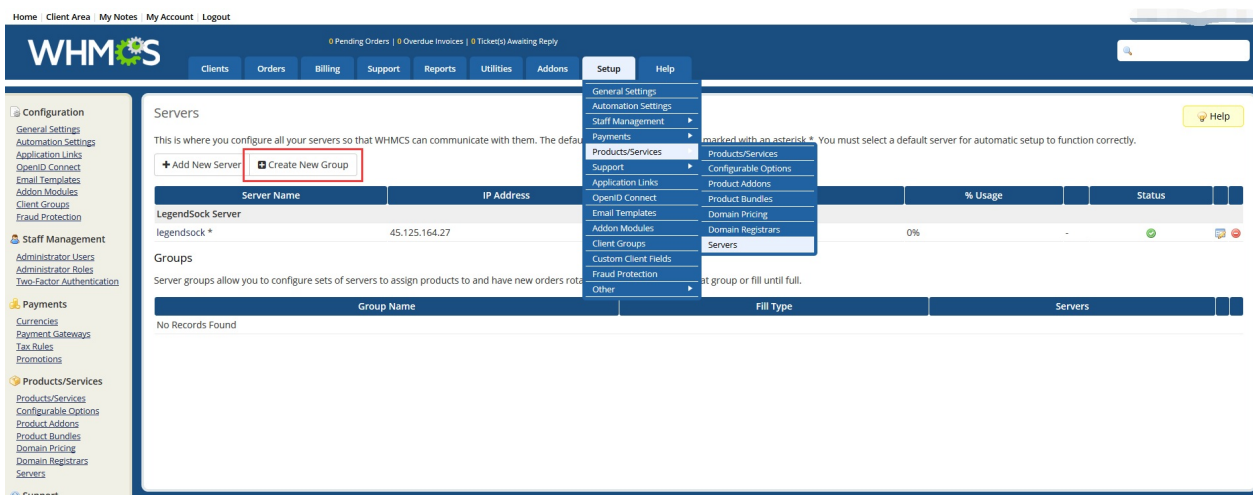 Home | Client Area | My Notes | My Account | Logout
WHMCS
0 Pending Orders | 0 Overdue Invoices | 0 Ticket(s) Awaiting Reply
Clients Orders Billing Support Reports Utilities Addons Setup Help
General Settings
Automation Settings
Staff Management
Payments
Products/Services
Support
Application Links
OpenID Connect
Email Templates
Addon Modules
Client Groups
Custom Client Fields
Fraud Protection
Other
Products/Services
Configurable Options
Product Addons
Product Bundles
Domain Pricing
Domain Registrars
Servers
Configuration
General Settings
Automation Settings
Application Links
OpenID Connect
Email Templates
Addon Modules
Client Groups
Fraud Protection
Staff Management
Administrator Users
Administrator Roles
Two-Factor Authentication
Payments
Currencies
Payment Gateways
Tax Rules
Promotions
Products/Services
Products/Services
Configurable Options
Product Addons
Product Bundles
Domain Pricing
Domain Registrars
Servers
Support
Servers
Help
This is where you configure all your servers so that WHMCS can communicate with them. The defau marked with an asterisk *. You must select a default server for automatic setup to function correctly.
Add New Server Create New Group
Server Name IP Address % Usage Status
LegendSock Server
legendsock * 45.125.164.27 0% -
Groups
Server groups allow you to configure sets of servers to assign products to and have new orders rota at group or fill until full.
Group Name Fill Type Servers
No Records Found